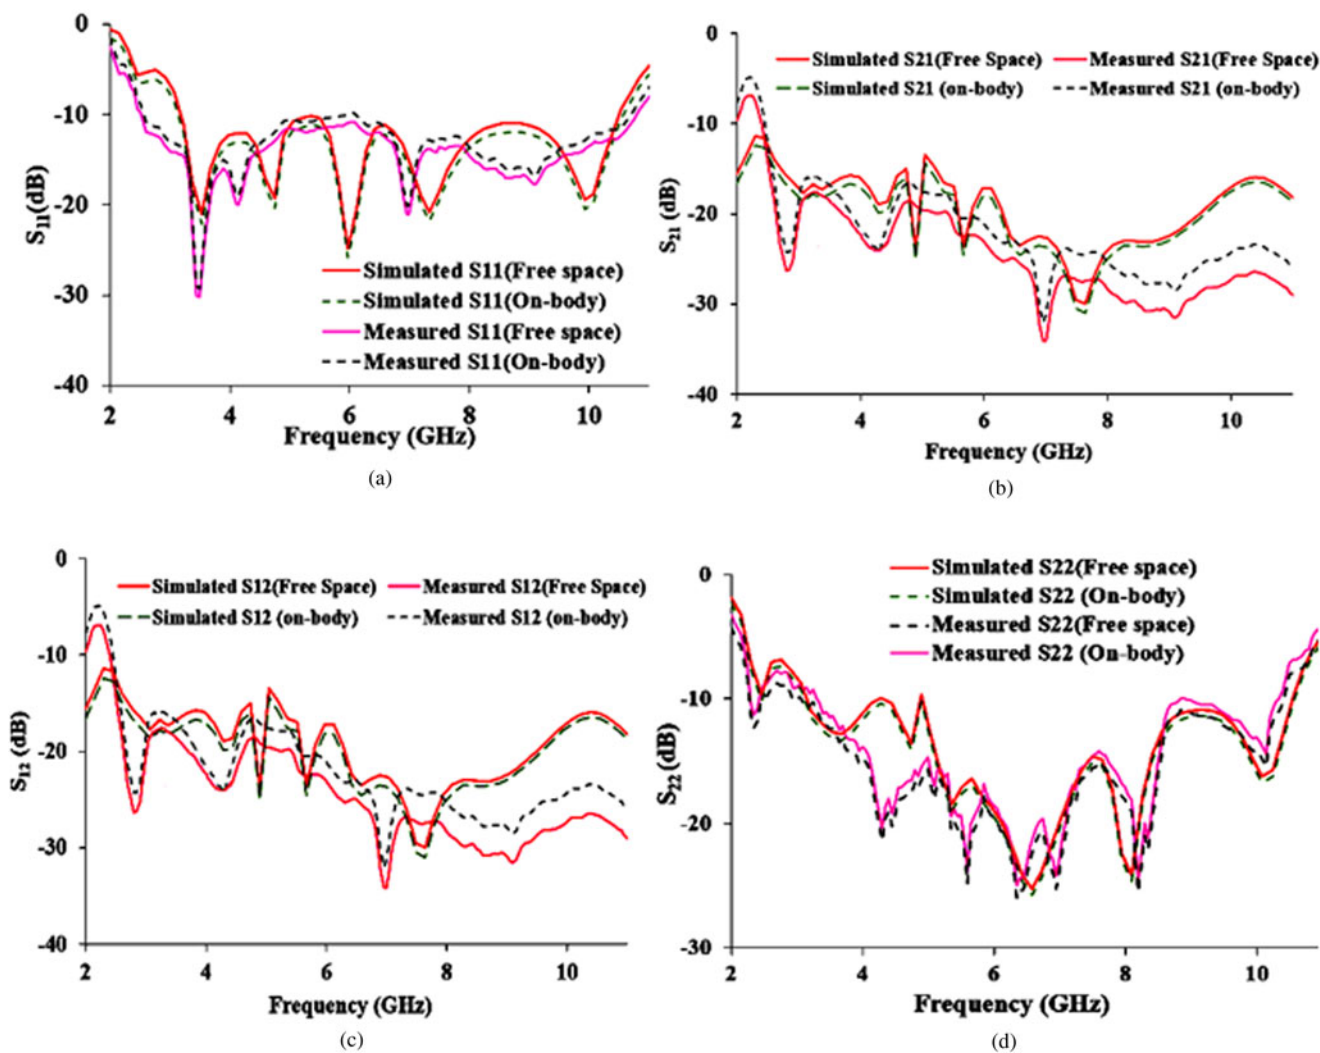 0
-10
-20
-30
-40
S11(dB)
Simulated S11(Free space)
Simulated S11(On-body)
Measured S11(Free space)
Measured S11(On-body)
2 4 6 8 10
Frequency (GHz)
(a)
0
-10
-20
-30
-40
S21 (dB)
Simulated S21(Free Space) Measured S21(Free Space)
Simulated S21 (on-body) Measured S21 (on-body)
2 4 6 8 10
Frequency (GHz)
(b)
0
-10
-20
-30
-40
S12 (dB)
Simulated S12(Free Space) Measured S12(Free Space)
Simulated S12 (on-body) Measured S12 (on-body)
2 4 6 8 10
Frequency (GHz)
(c)
0
-10
-20
-30
S22 (dB)
Simulated S22(Free space)
Simulated S22 (On-body)
Measured S22(Free space)
Measured S22 (On-body)
2 4 6 8 10
Frequency (GHz)
(d)